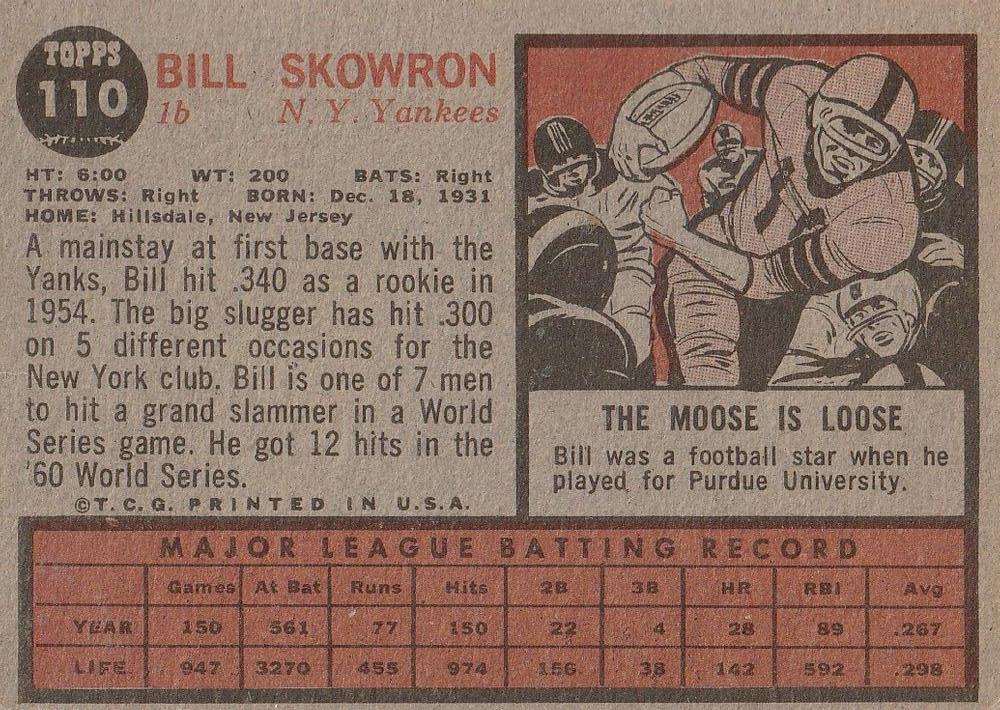 TOPPS
110
BILL SKOWRON
1b N. Y. Yankees
HT: 6:00 WT: 200 BATS: Right
THROWS: Right BORN: Dec. 18, 1931
HOME: Hillsdale, New Jersey
A mainstay at first base with the
Yanks, Bill hit .340 as a rookie in
1954. The big slugger has hit .300
on 5 different occasions for the
New York club. Bill is one of 7 men
to hit a grand slammer in a World
Series game. He got 12 hits in the
'60 World Series.
©T. C. G. PRINTED IN U.S.A.
THE MOOSE IS LOOSE
Bill was a football star when he
played for Purdue University.
MAJOR LEAGUE BATTING RECORD
Games At Bat Runs Hits 2B 3B HR RBI Avg
YEAR 150 561 77 150 22 4 28 89 .267
LIFE 947 3270 455 974 156 38 142 592 .298